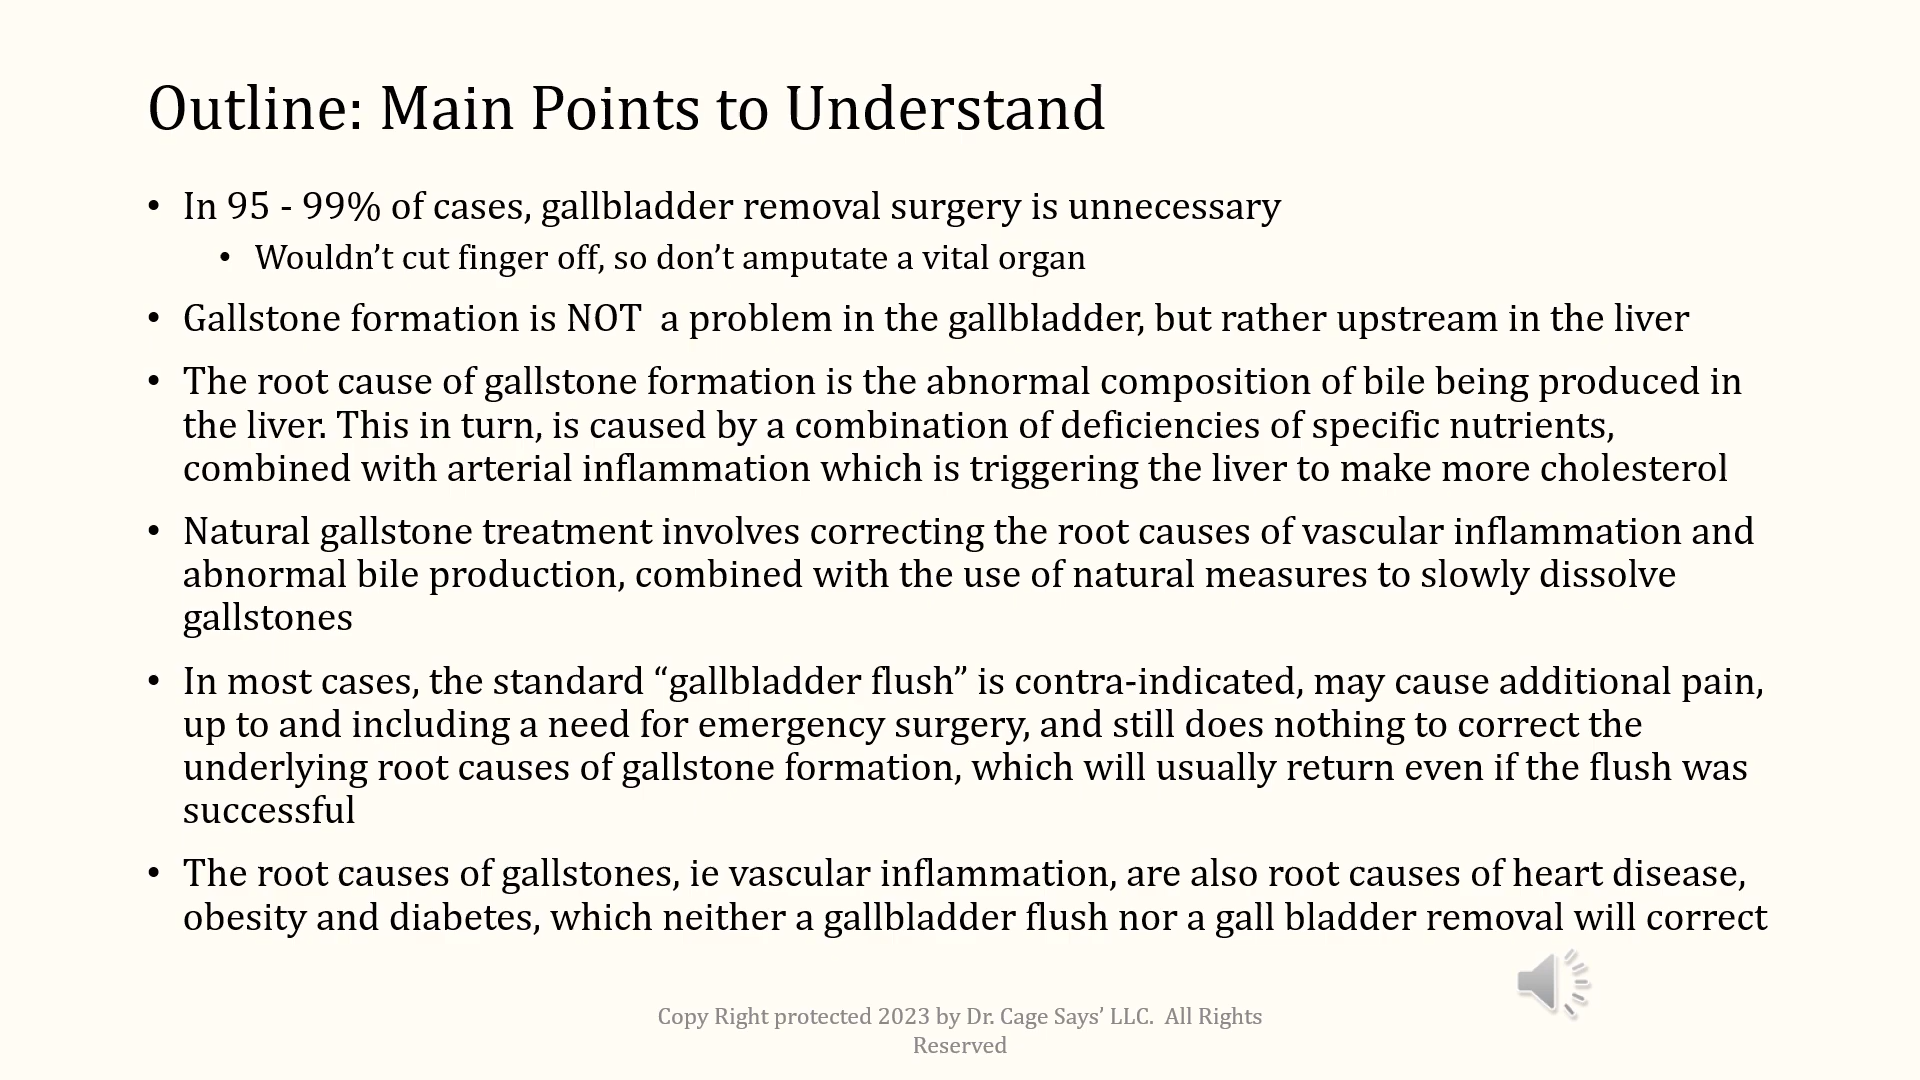 Outline: Main Points to Understand
• In 95 - 99% of cases, gallbladder removal surgery is unnecessary
• Wouldn’t cut finger off, so don’t amputate a vital organ
• Gallstone formation is NOT  a problem in the gallbladder, but rather upstream in the liver
• The root cause of gallstone formation is the abnormal composition of bile being produced in
the liver. This in turn, is caused by a combination of deficiencies of specific nutrients,
combined with arterial inflammation which is triggering the liver to make more cholesterol
• Natural gallstone treatment involves correcting the root causes of vascular inflammation and
abnormal bile production, combined with the use of natural measures to slowly dissolve
gallstones
• In most cases, the standard “gallbladder flush” is contra-indicated, may cause additional pain,
up to and including a need for emergency surgery, and still does nothing to correct the
underlying root causes of gallstone formation, which will usually return even if the flush was
successful
• The root causes of gallstones, ie vascular inflammation, are also root causes of heart disease,
obesity and diabetes, which neither a gallbladder flush nor a gall bladder removal will correct
Copy Right protected 2023 by Dr. Cage Says’ LLC.  All Rights
Reserved